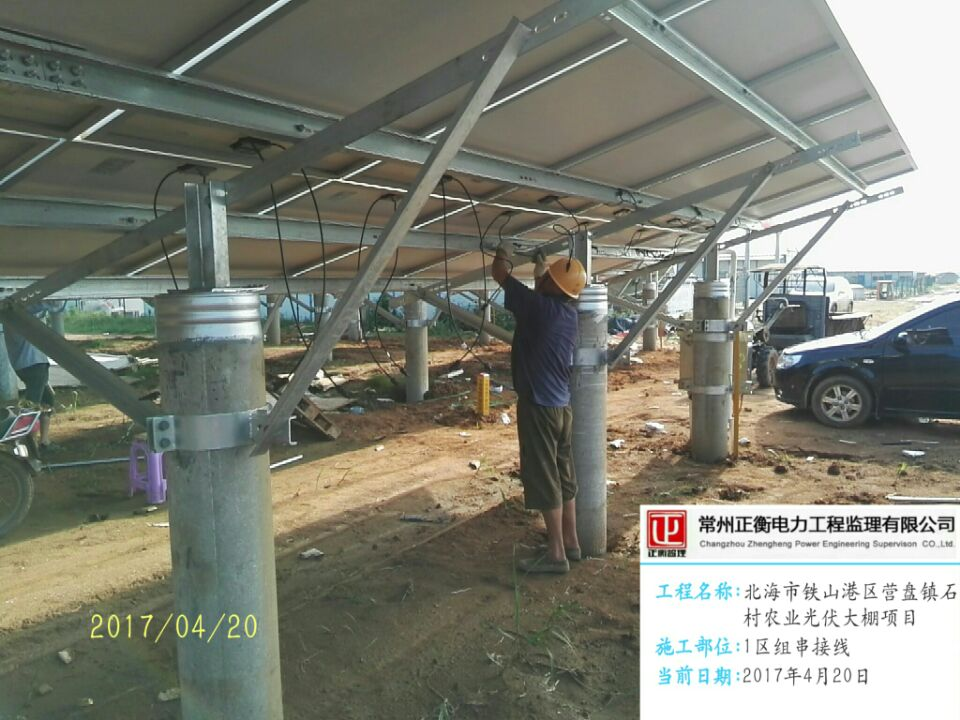 2017/04/20
正衡管理
常州正衡电力工程监理有限公司
Changzhou Zhengheng Power Engineering Supervison CO.,Ltd.
工程名称:北海市铁山港区营盘镇石
村农业光伏大棚项目
施工部位:1区组串接线
当前日期:2017年4月20日